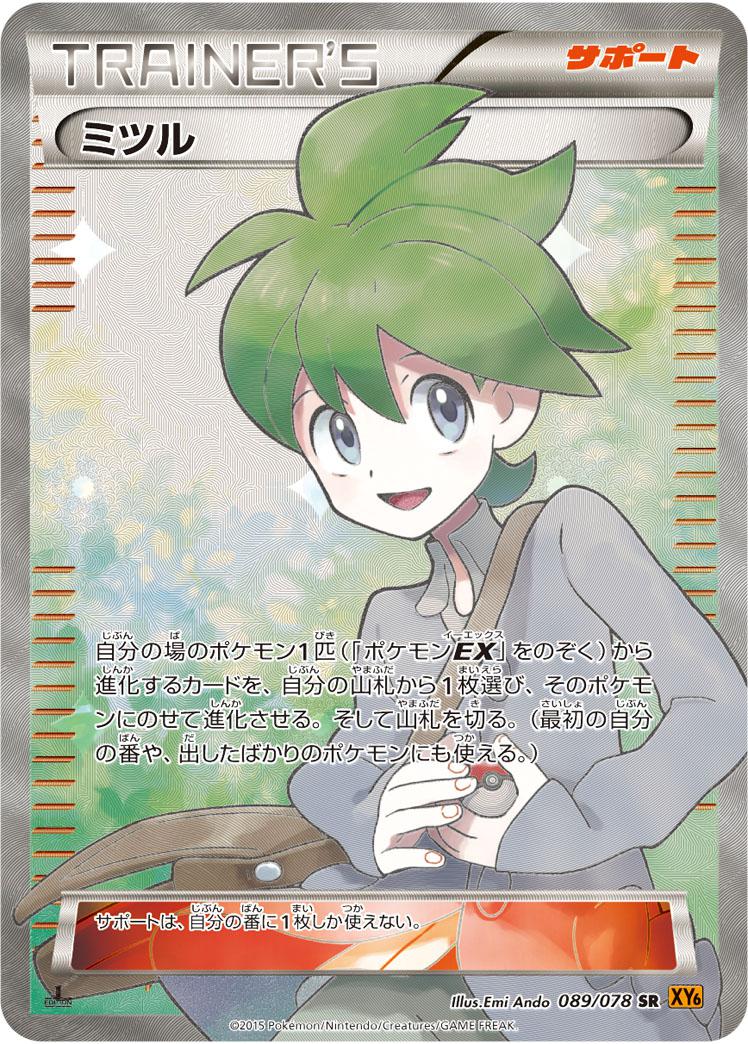 TRAINER'S
サポート
ミツル
自分の場のポケモン1匹(「ポケモンEX」をのぞく)から
進化するカードを、自分の山札から1枚選び、そのポケモ
ンにのせて進化させる。そして山札を切る。(最初の自分
の番や、出したばかりのポケモンにも使える。)
サポートは、自分の番に1枚しか使えない。
1 EDITION
Illus.Emi Ando 089/078 SR XY6
©2015 Pokémon/Nintendo/Creatures/GAME FREAK.